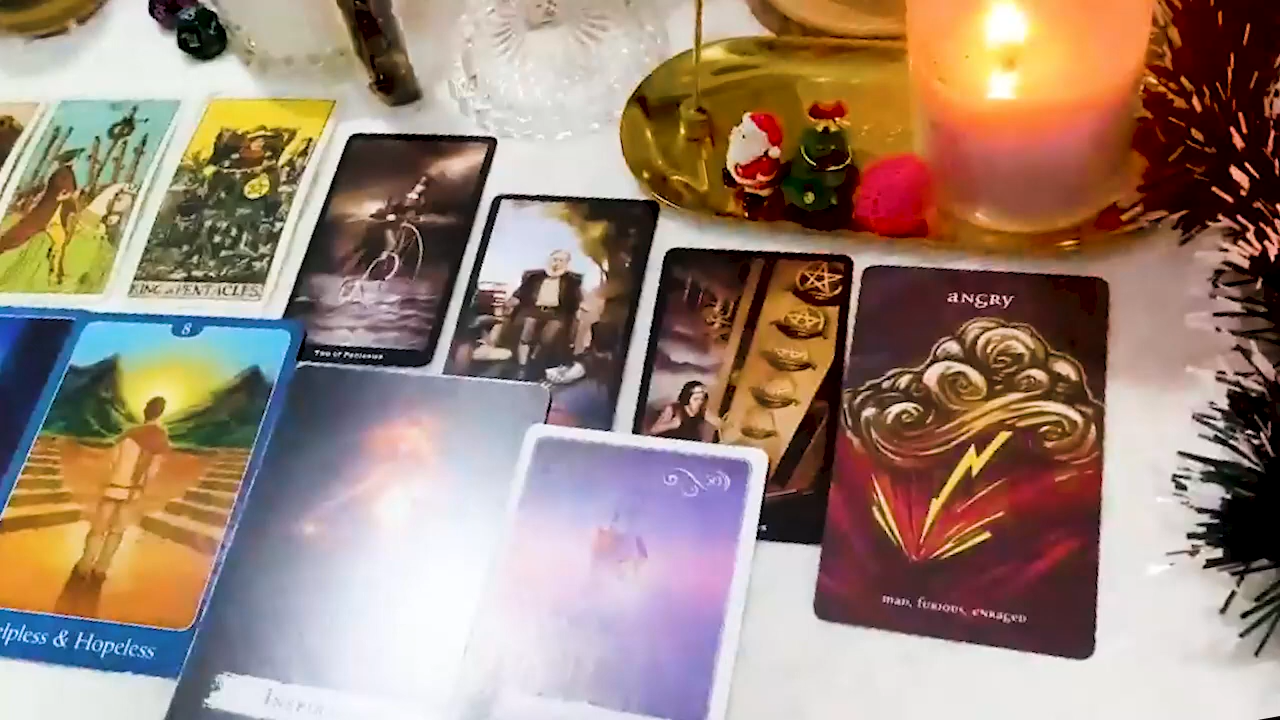 KING of PENTACLES
Two of Pentacles
ANGRY
mad, furious, enraged
8
Helpless & Hopeless